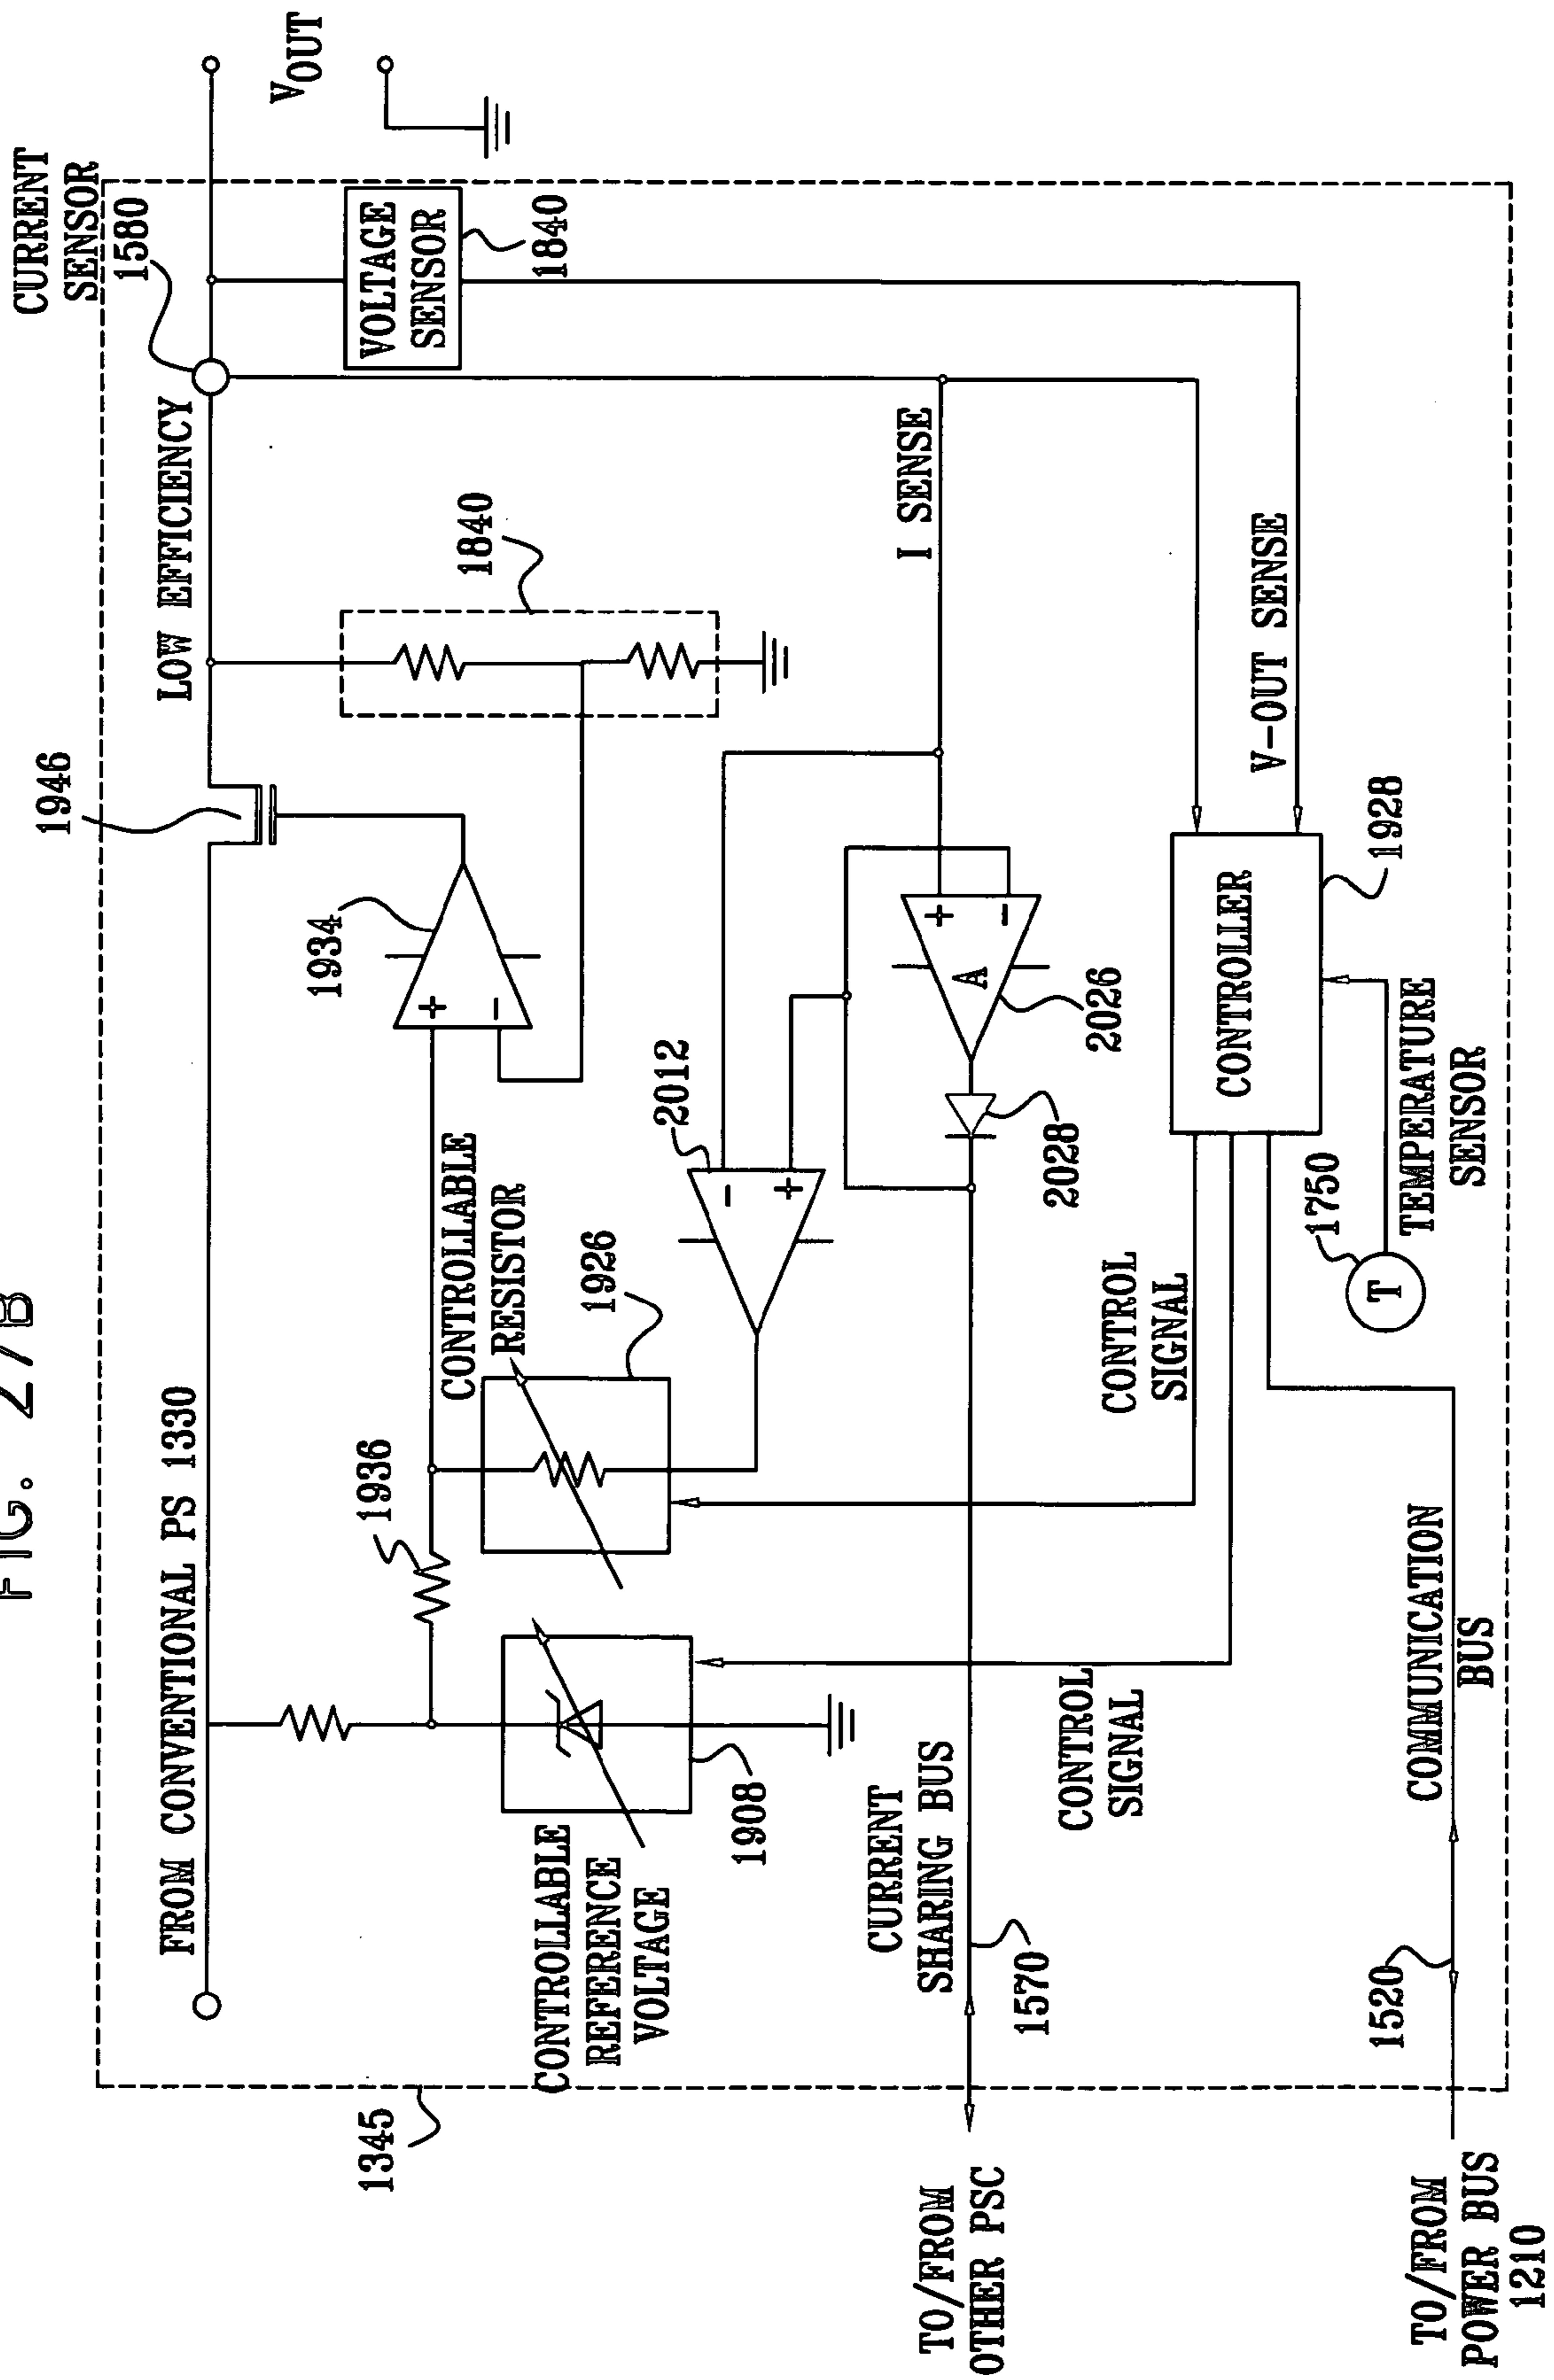 FIG. 27B
FROM CONVENTIONAL PS 1330
LOW EFFICIENCY
CURRENT
SENSOR
1580
VOUT
1946
1934
+
−
1936
1840
VOLTAGE
SENSOR
1840
CONTROLLABLE
RESISTOR
1926
2012
−
+
CONTROLLABLE
REFERENCE
VOLTAGE
1908
I SENSE
A
+
−
2026
2028
CURRENT
SHARING BUS
1570
TO/FROM
OTHER PSC
CONTROL
SIGNAL
CONTROL
SIGNAL
V-OUT SENSE
CONTROLLER
1928
T
1750
TEMPERATURE
SENSOR
COMMUNICATION
BUS
1520
TO/FROM
POWER BUS
1210
1345